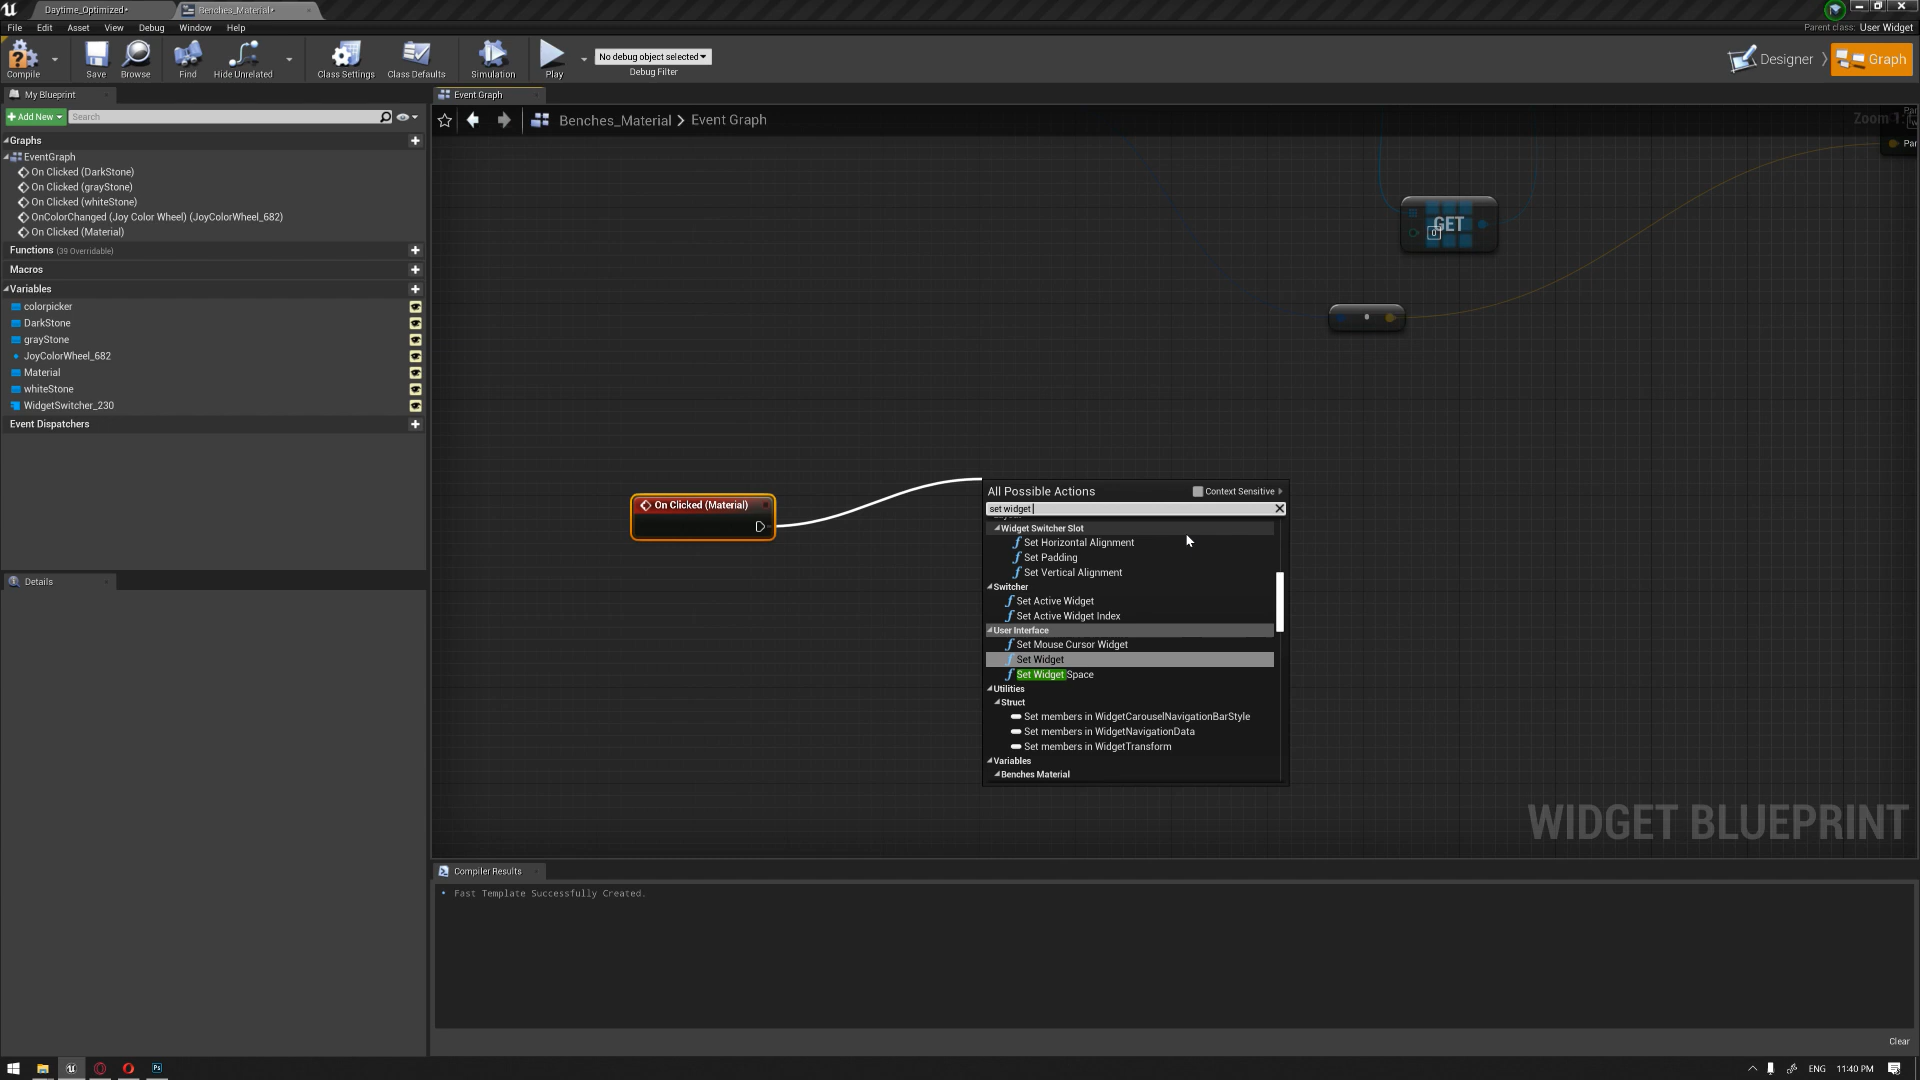 Daytime_Optimized*
Benches_Material*
File
Edit
Asset
View
Debug
Window
Help
Parent class: User Widget
Compile
Save
Browse
Find
Hide Unrelated
Class Settings
Class Defaults
Simulation
Play
No debug object selected
Debug Filter
Designer
Graph
My Blueprint
Event Graph
Add New
Search
Benches_Material > Event Graph
Zoom 1:
Graphs
EventGraph
On Clicked (DarkStone)
On Clicked (grayStone)
On Clicked (whiteStone)
OnColorChanged (Joy Color Wheel) (JoyColorWheel_682)
On Clicked (Material)
Functions (39 Overridable)
Macros
Variables
colorpicker
DarkStone
grayStone
JoyColorWheel_682
Material
whiteStone
WidgetSwitcher_230
Event Dispatchers
Details
GET
0
Par
On Clicked (Material)
All Possible Actions
Context Sensitive
set widget
Widget Switcher Slot
Set Horizontal Alignment
Set Padding
Set Vertical Alignment
Switcher
Set Active Widget
Set Active Widget Index
User Interface
Set Mouse Cursor Widget
Set Widget
Set Widget Space
Utilities
Struct
Set members in WidgetCarouselNavigationBarStyle
Set members in WidgetNavigationData
Set members in WidgetTransform
Variables
Benches Material
WIDGET BLUEPRINT
Compiler Results
Fast Template Successfully Created.
Clear
ENG
11:40 PM